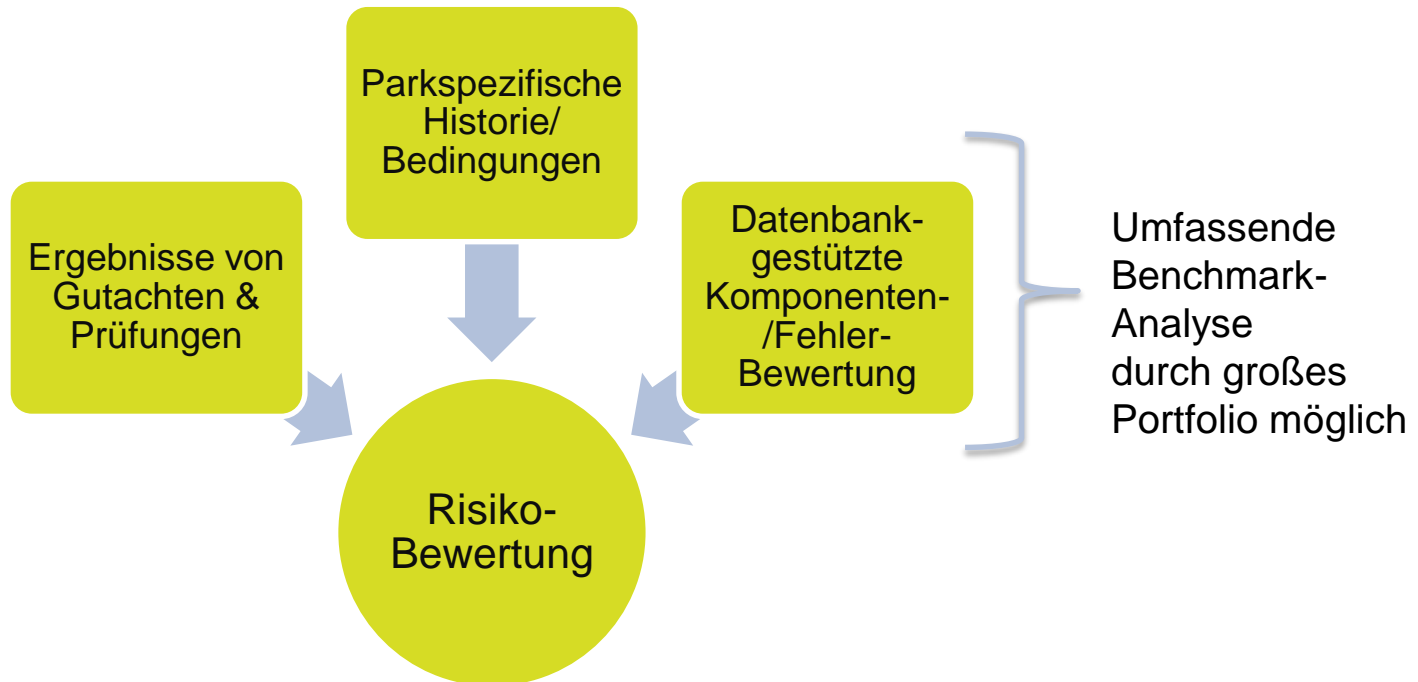 Parkspezifische
Historie/
Bedingungen
Ergebnisse von
Gutachten &
Prüfungen
Datenbank-
gestützte
Komponenten-
/Fehler-
Bewertung
Umfassende
Benchmark-
Analyse
durch großes
Portfolio möglich
Risiko-
Bewertung